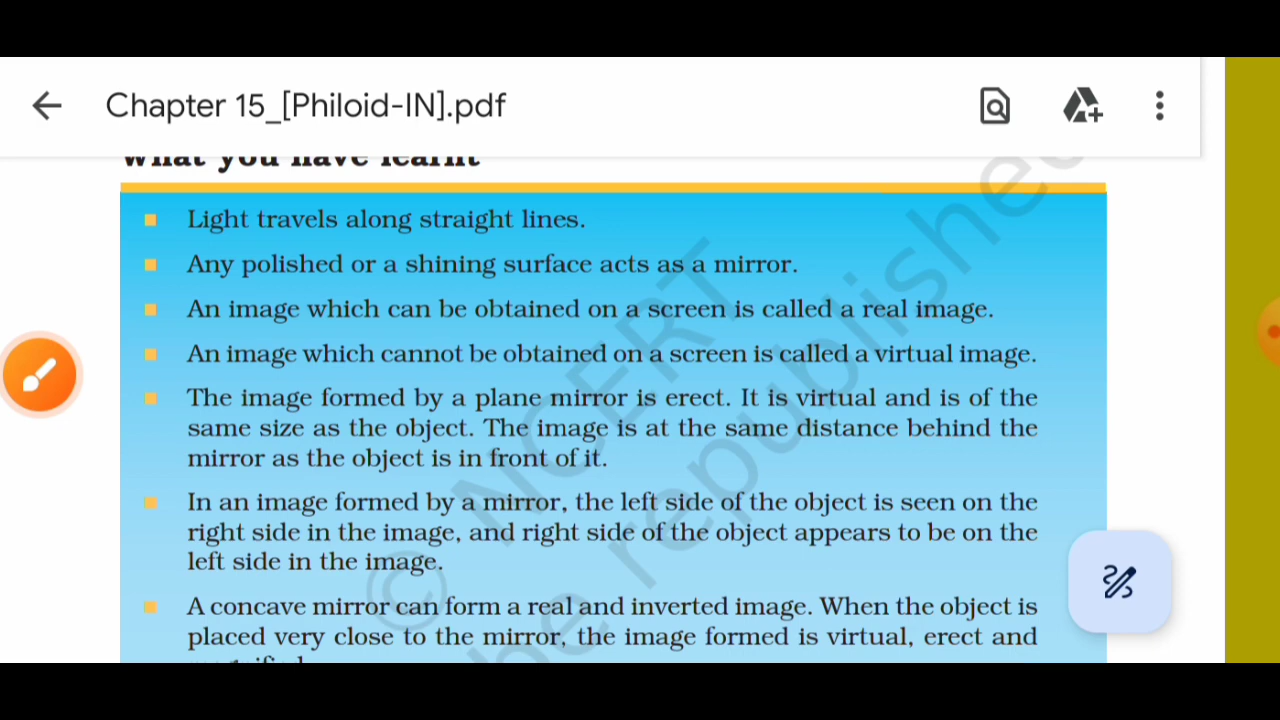 Chapter 15_[Philoid-IN].pdf
What you have learnt
Light travels along straight lines.
Any polished or a shining surface acts as a mirror.
An image which can be obtained on a screen is called a real image.
An image which cannot be obtained on a screen is called a virtual image.
The image formed by a plane mirror is erect. It is virtual and is of the
same size as the object. The image is at the same distance behind the
mirror as the object is in front of it.
In an image formed by a mirror, the left side of the object is seen on the
right side in the image, and right side of the object appears to be on the
left side in the image.
A concave mirror can form a real and inverted image. When the object is
placed very close to the mirror, the image formed is virtual, erect and
© NCERT
republished